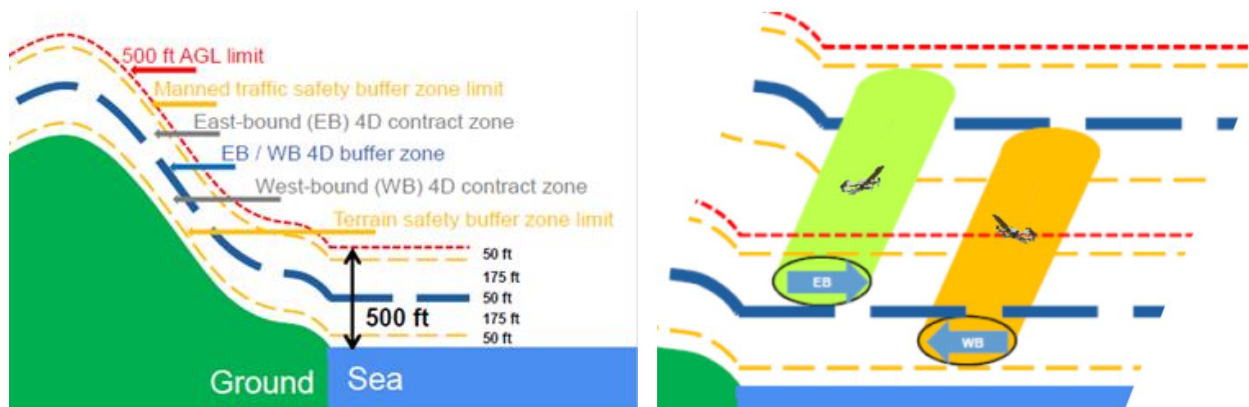 500 ft AGL limit
Manned traffic safety buffer zone limit
East-bound (EB) 4D contract zone
EB / WB 4D buffer zone
West-bound (WB) 4D contract zone
Terrain safety buffer zone limit
50 ft
175 ft
50 ft
175 ft
50 ft
500 ft
Ground
Sea
EB
WB